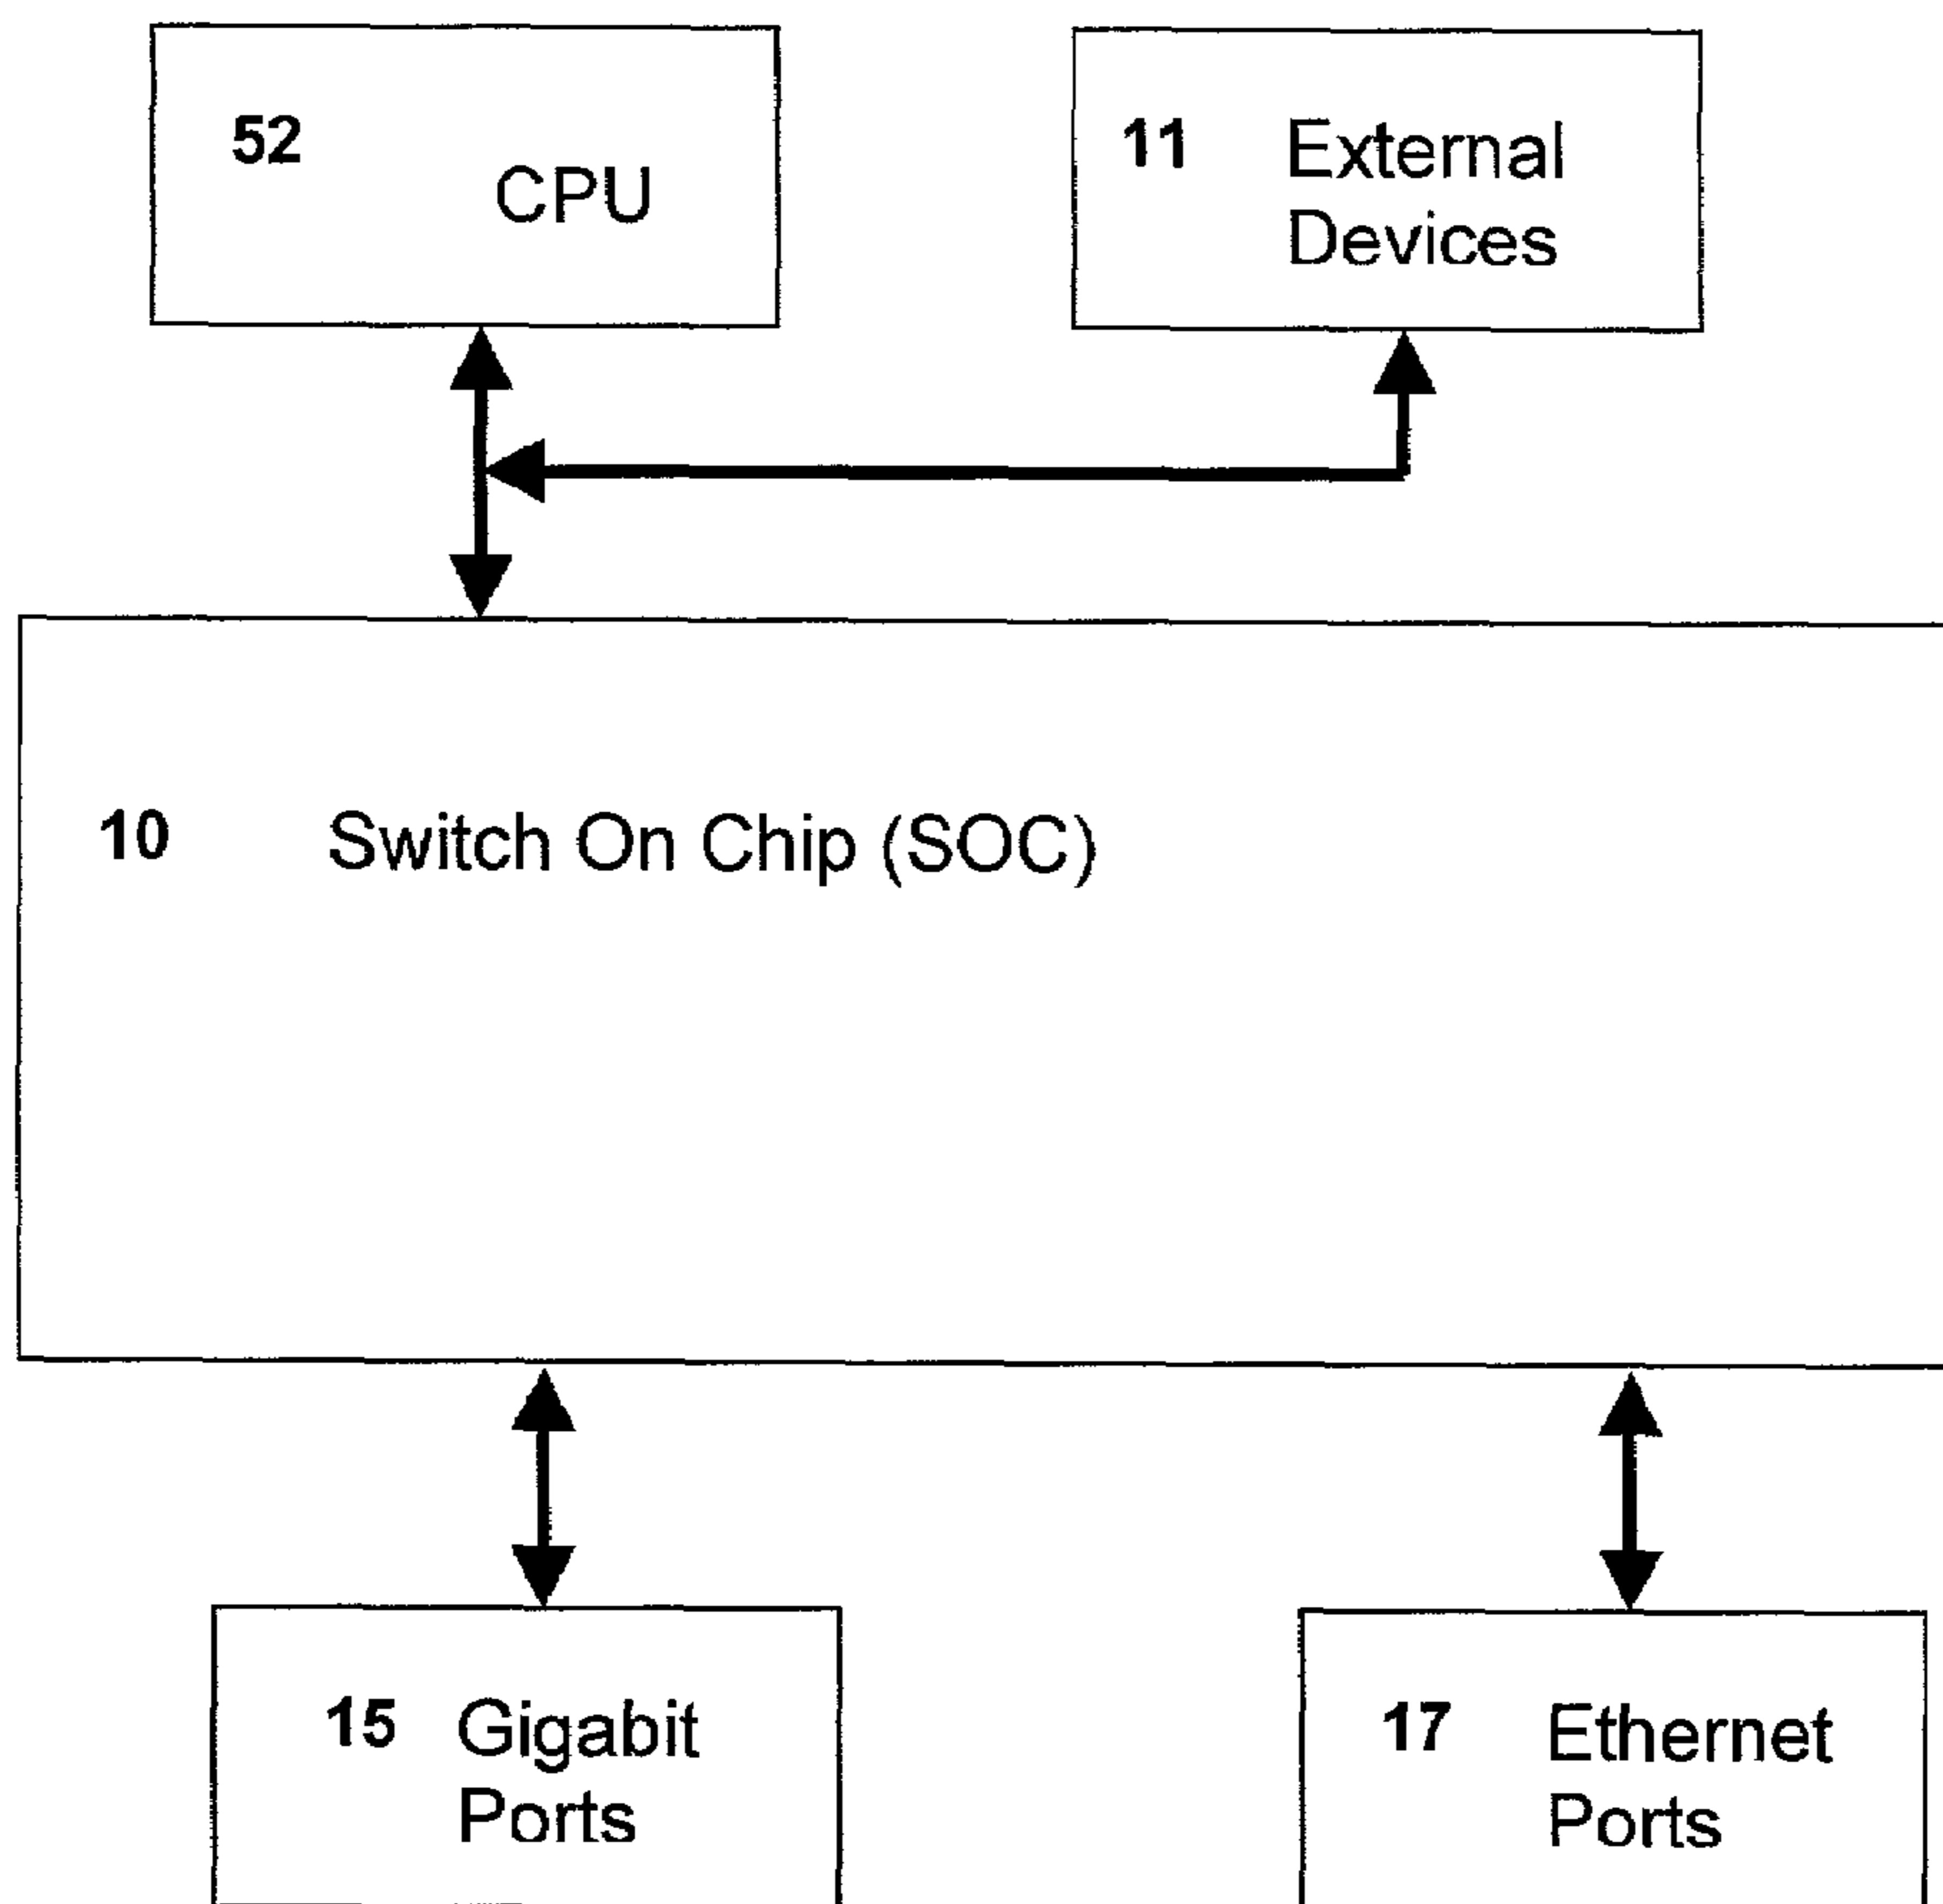 52
CPU
11 External
Devices
10 Switch On Chip (SOC)
15 Gigabit
Ports
17 Ethernet
Ports